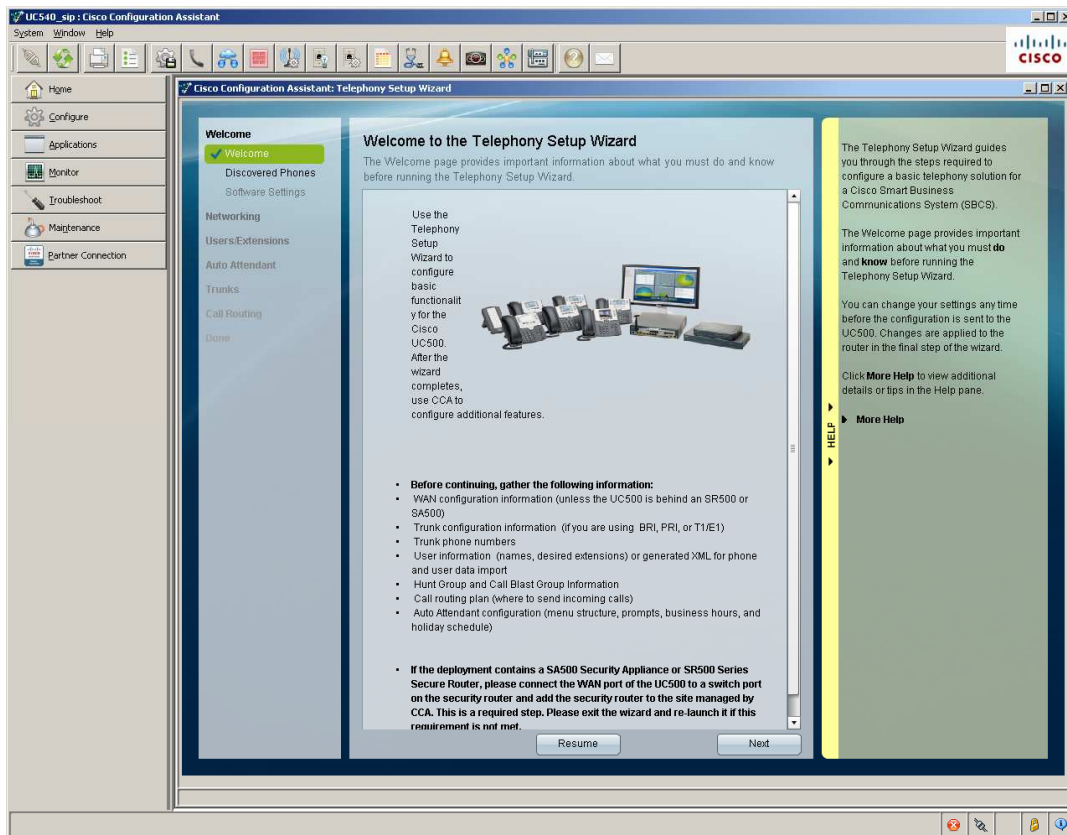 UC540_sip : Cisco Configuration Assistant
System Window Help
CISCO
Home
Configure
Applications
Monitor
Troubleshoot
Maintenance
Partner Connection
Cisco Configuration Assistant: Telephony Setup Wizard
Welcome
Welcome
Discovered Phones
Software Settings
Networking
Users/Extensions
Auto Attendant
Trunks
Call Routing
Done
Welcome to the Telephony Setup Wizard
The Welcome page provides important information about what you must do and know
before running the Telephony Setup Wizard.
Use the
Telephony
Setup
Wizard to
configure
basic
functionalit
y for the
Cisco
UC500.
After the
wizard
completes,
use CCA to
configure additional features.
• Before continuing, gather the following information:
• WAN configuration information (unless the UC500 is behind an SR500 or
SA500)
• Trunk configuration information (if you are using BRI, PRI, or T1/E1)
• Trunk phone numbers
• User information (names, desired extensions) or generated XML for phone
and user data import
• Hunt Group and Call Blast Group Information
• Call routing plan (where to send incoming calls)
• Auto Attendant configuration (menu structure, prompts, business hours, and
holiday schedule)
• If the deployment contains a SA500 Security Appliance or SR500 Series
Secure Router, please connect the WAN port of the UC500 to a switch port
on the security router and add the security router to the site managed by
CCA. This is a required step. Please exit the wizard and re-launch it if this
requirement is not met.
Resume
Next
HELP
The Telephony Setup Wizard guides
you through the steps required to
configure a basic telephony solution for
a Cisco Smart Business
Communications System (SBCS).
The Welcome page provides important
information about what you must do
and know before running the
Telephony Setup Wizard.
You can change your settings any time
before the configuration is sent to the
UC500. Changes are applied to the
router in the final step of the wizard.
Click More Help to view additional
details or tips in the Help pane.
More Help